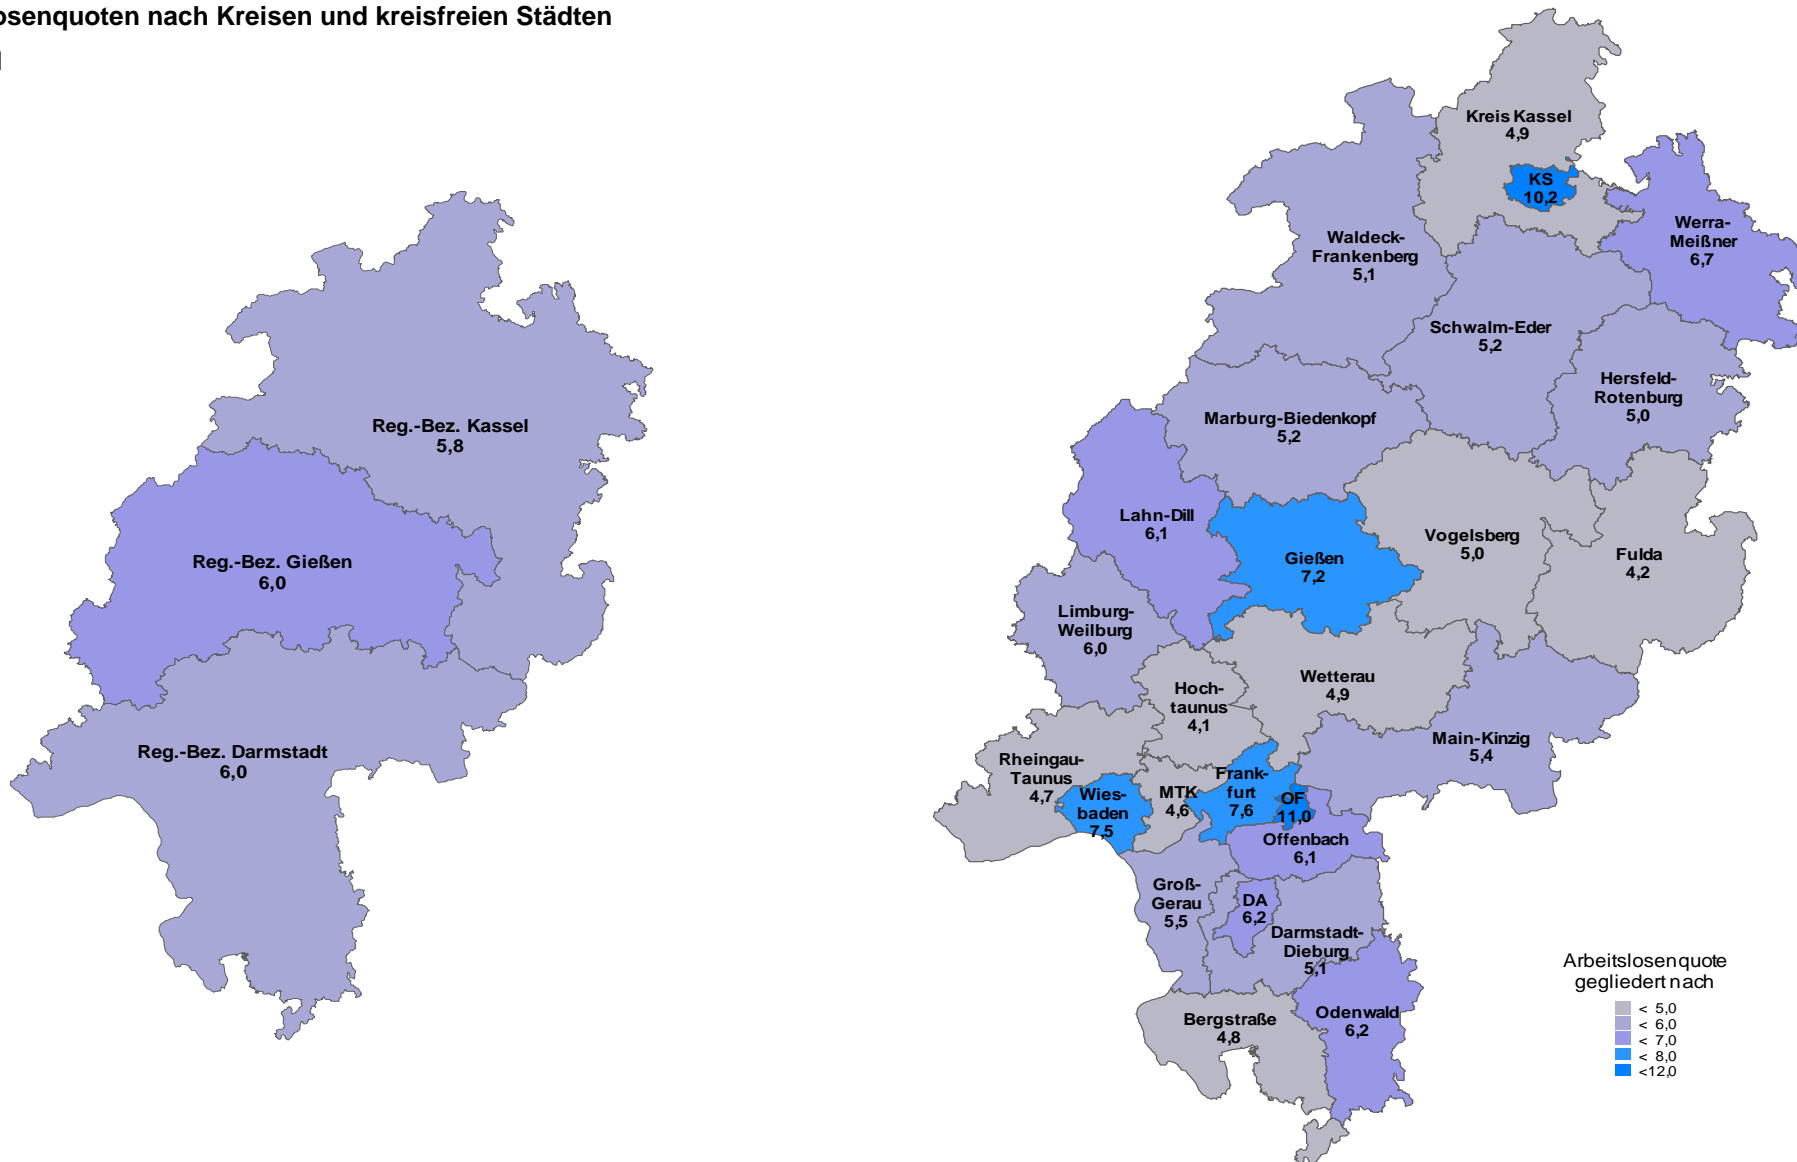 osenquoten nach Kreisen und kreisfreien Städten
Reg.-Bez. Kassel
5,8
Reg.-Bez. Gießen
6,0
Reg.-Bez. Darmstadt
6,0
Kreis Kassel
4,9
KS
10,2
Werra-
Meißner
6,7
Waldeck-
Frankenberg
5,1
Schwalm-Eder
5,2
Hersfeld-
Rotenburg
5,0
Marburg-Biedenkopf
5,2
Lahn-Dill
6,1
Gießen
7,2
Vogelsberg
5,0
Fulda
4,2
Limburg-
Weilburg
6,0
Wetterau
4,9
Hoch-
taunus
4,1
Main-Kinzig
5,4
Rheingau-
Taunus
4,7
Wies-
baden
7,5
MTK
4,6
Frank-
furt
7,6
OF
11,0
Offenbach
6,1
Groß-
Gerau
5,5
DA
6,2
Darmstadt-
Dieburg
5,1
Bergstraße
4,8
Odenwald
6,2
Arbeitslosenquote
gegliedert nach
< 5,0
< 6,0
< 7,0
< 8,0
<12,0